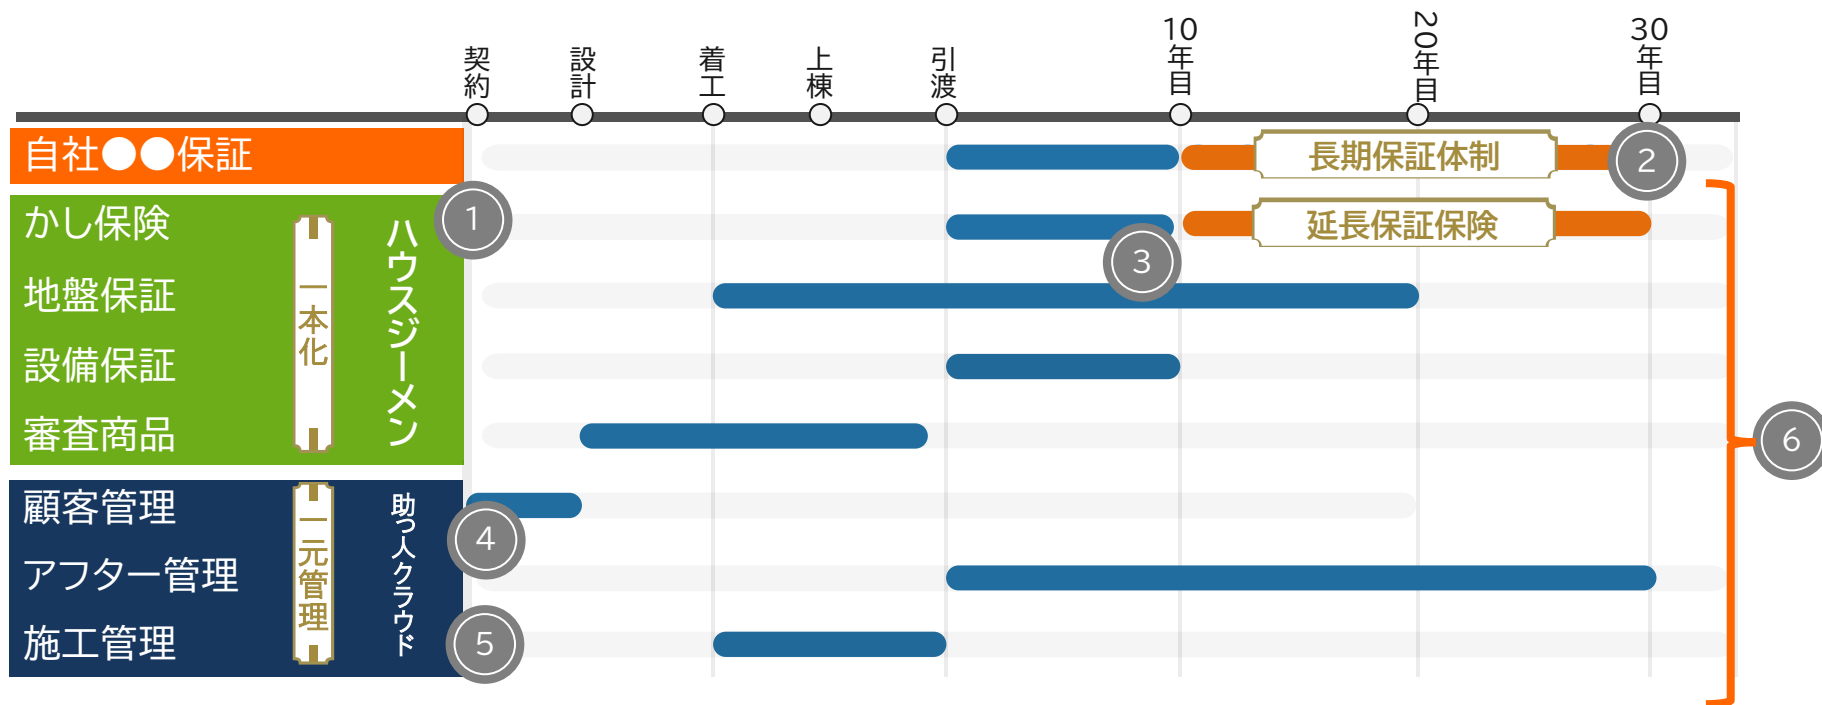 契約
設計
着工
上棟
引渡
10年目
20年目
30年目
自社●●保証
長期保証体制
2
かし保険
1
延長保証保険
3
地盤保証
設備保証
審査商品
一本化
ハウスジーメン
6
顧客管理
4
アフター管理
施工管理
5
一元管理
助っ人クラウド